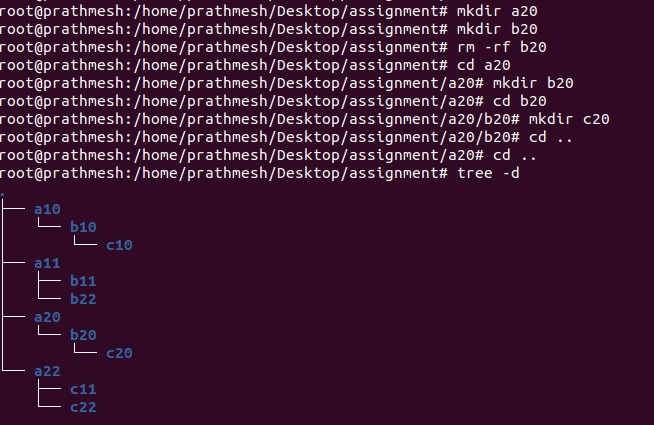 root@prathmesh:/home/prathmesh/Desktop/assignment# mkdir a20
root@prathmesh:/home/prathmesh/Desktop/assignment# mkdir b20
root@prathmesh:/home/prathmesh/Desktop/assignment# rm -rf b20
root@prathmesh:/home/prathmesh/Desktop/assignment# cd a20
root@prathmesh:/home/prathmesh/Desktop/assignment/a20# mkdir b20
root@prathmesh:/home/prathmesh/Desktop/assignment/a20# cd b20
root@prathmesh:/home/prathmesh/Desktop/assignment/a20/b20# mkdir c20
root@prathmesh:/home/prathmesh/Desktop/assignment/a20/b20# cd ..
root@prathmesh:/home/prathmesh/Desktop/assignment/a20# cd ..
root@prathmesh:/home/prathmesh/Desktop/assignment# tree -d
.
├── a10
│   └── b10
│       └── c10
├── a11
│   ├── b11
│   └── b22
├── a20
│   └── b20
│       └── c20
└── a22
    ├── c11
    └── c22